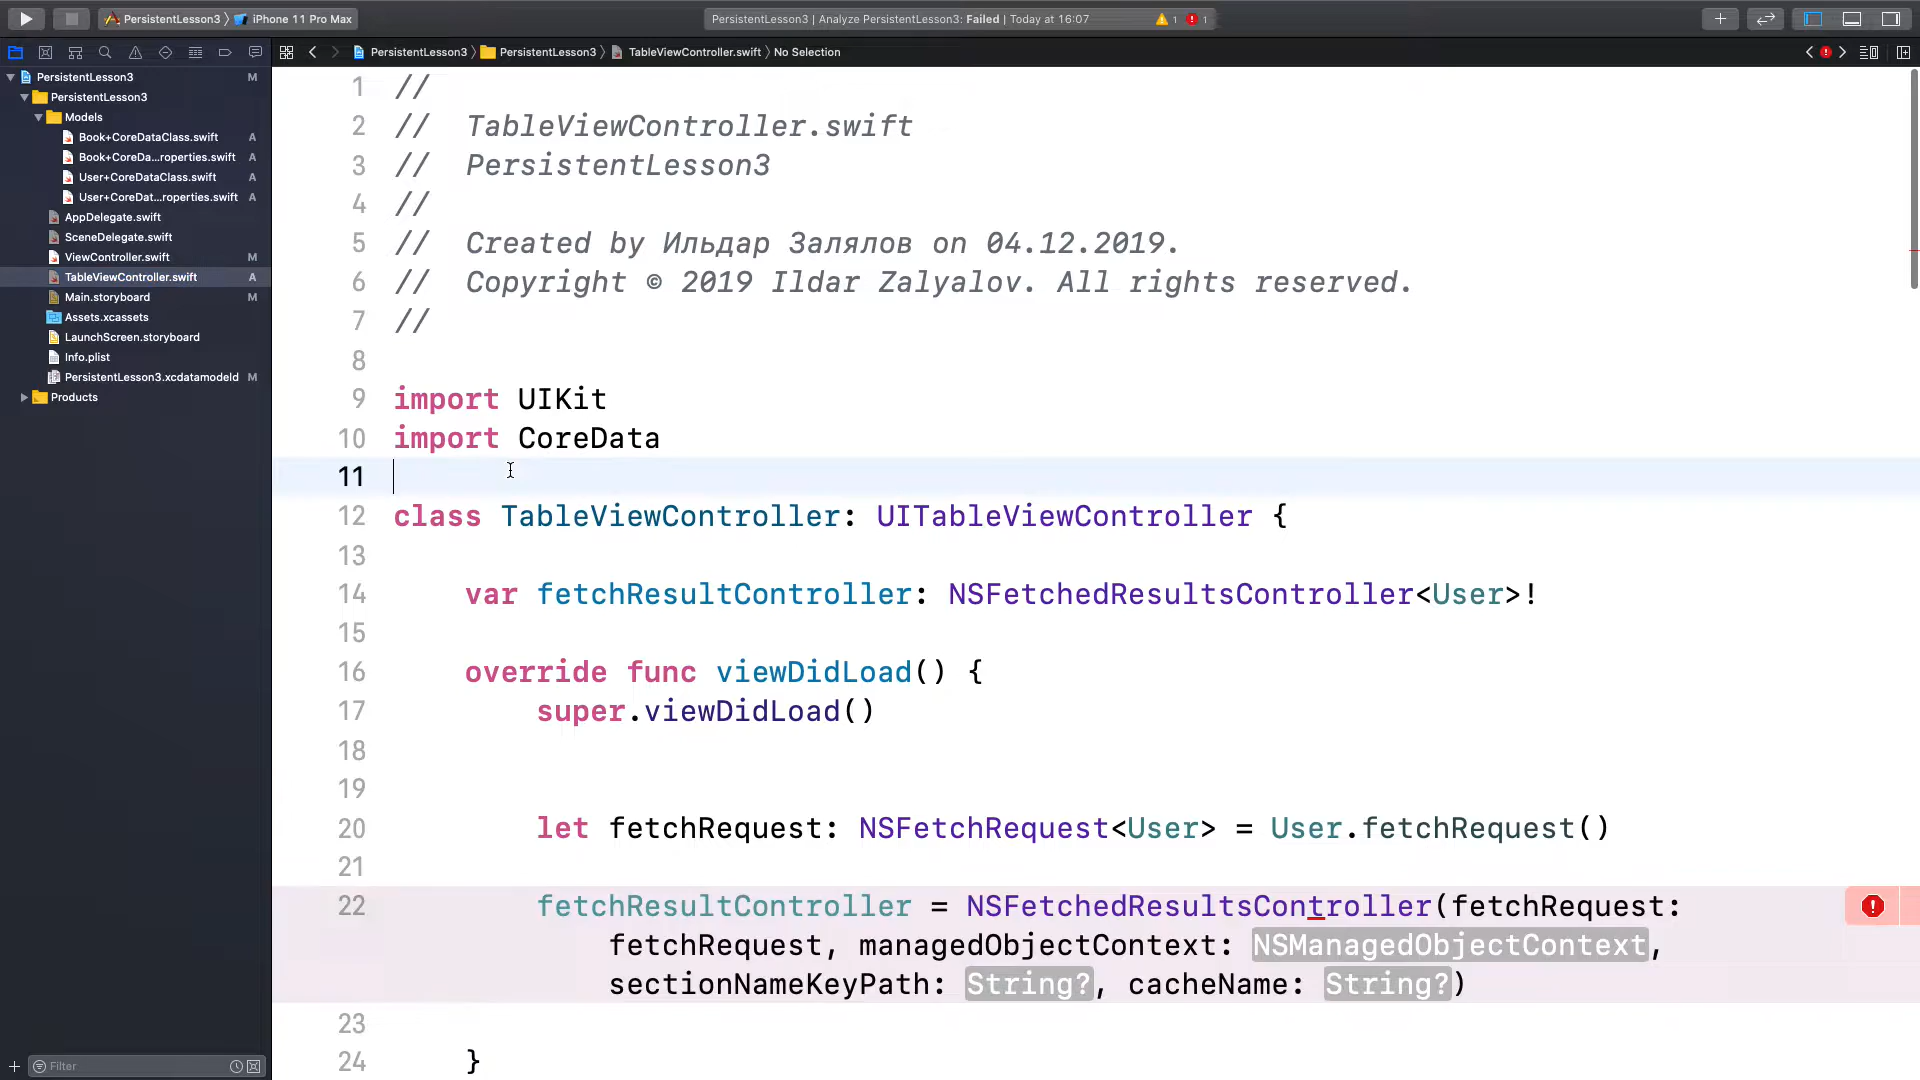 PersistentLesson3 〉 iPhone 11 Pro Max
PersistentLesson3 | Analyze PersistentLesson3: Failed | Today at 16:07
1
1
PersistentLesson3 〉 PersistentLesson3 〉 TableViewController.swift 〉 No Selection
PersistentLesson3 M
PersistentLesson3
Models
Book+CoreDataClass.swift A
Book+CoreDa...roperties.swift A
User+CoreDataClass.swift A
User+CoreDat...roperties.swift A
AppDelegate.swift
SceneDelegate.swift
ViewController.swift M
TableViewController.swift A
Main.storyboard M
Assets.xcassets
LaunchScreen.storyboard
Info.plist
PersistentLesson3.xcdatamodeld M
Products
Filter
1 //
2 //  TableViewController.swift
3 //  PersistentLesson3
4 //
5 //  Created by Ильдар Залялов on 04.12.2019.
6 //  Copyright © 2019 Ildar Zalyalov. All rights reserved.
7 //
8
9 import UIKit
10 import CoreData
11
12 class TableViewController: UITableViewController {
13
14     var fetchResultController: NSFetchedResultsController<User>!
15
16     override func viewDidLoad() {
17         super.viewDidLoad()
18
19
20         let fetchRequest: NSFetchRequest<User> = User.fetchRequest()
21
22         fetchResultController = NSFetchedResultsController(fetchRequest:
fetchRequest, managedObjectContext: NSManagedObjectContext,
sectionNameKeyPath: String?, cacheName: String?)
23
24     }